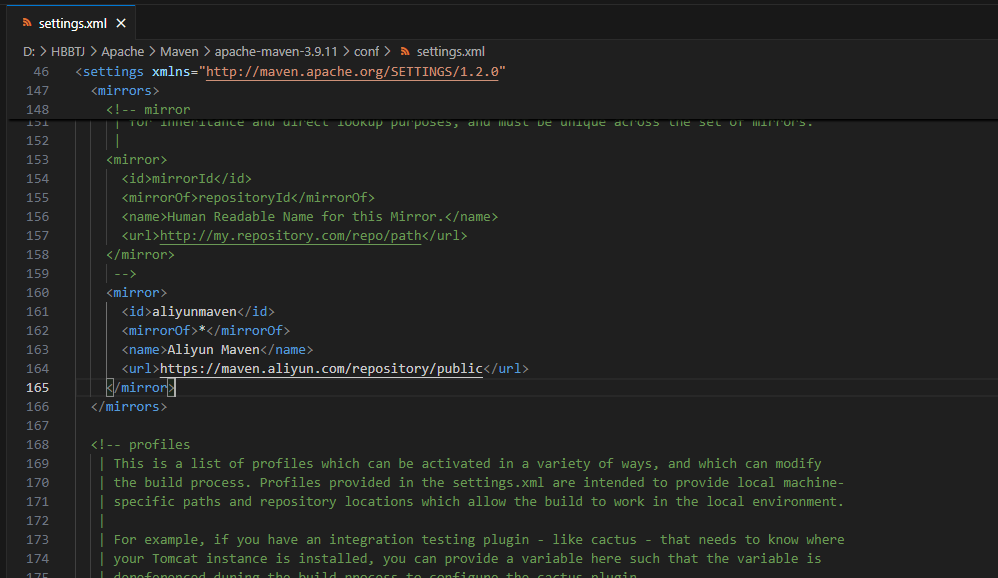 settings.xml
D: > HBBTJ > Apache > Maven > apache-maven-3.9.11 > conf > settings.xml
46 <settings xmlns="http://maven.apache.org/SETTINGS/1.2.0"
147 <mirrors>
148 <!-- mirror
151 | for inheritance and direct lookup purposes, and must be unique across the set of mirrors.
152 |
153 <mirror>
154 <id>mirrorId</id>
155 <mirrorOf>repositoryId</mirrorOf>
156 <name>Human Readable Name for this Mirror.</name>
157 <url>http://my.repository.com/repo/path</url>
158 </mirror>
159 -->
160 <mirror>
161 <id>aliyunmaven</id>
162 <mirrorOf>*</mirrorOf>
163 <name>Aliyun Maven</name>
164 <url>https://maven.aliyun.com/repository/public</url>
165 </mirror>
166 </mirrors>
167
168 <!-- profiles
169 | This is a list of profiles which can be activated in a variety of ways, and which can modify
170 | the build process. Profiles provided in the settings.xml are intended to provide local machine-
171 | specific paths and repository locations which allow the build to work in the local environment.
172 |
173 | For example, if you have an integration testing plugin - like cactus - that needs to know where
174 | your Tomcat instance is installed, you can provide a variable here such that the variable is
175 | dereferenced during the build process to configure the cactus plugin.